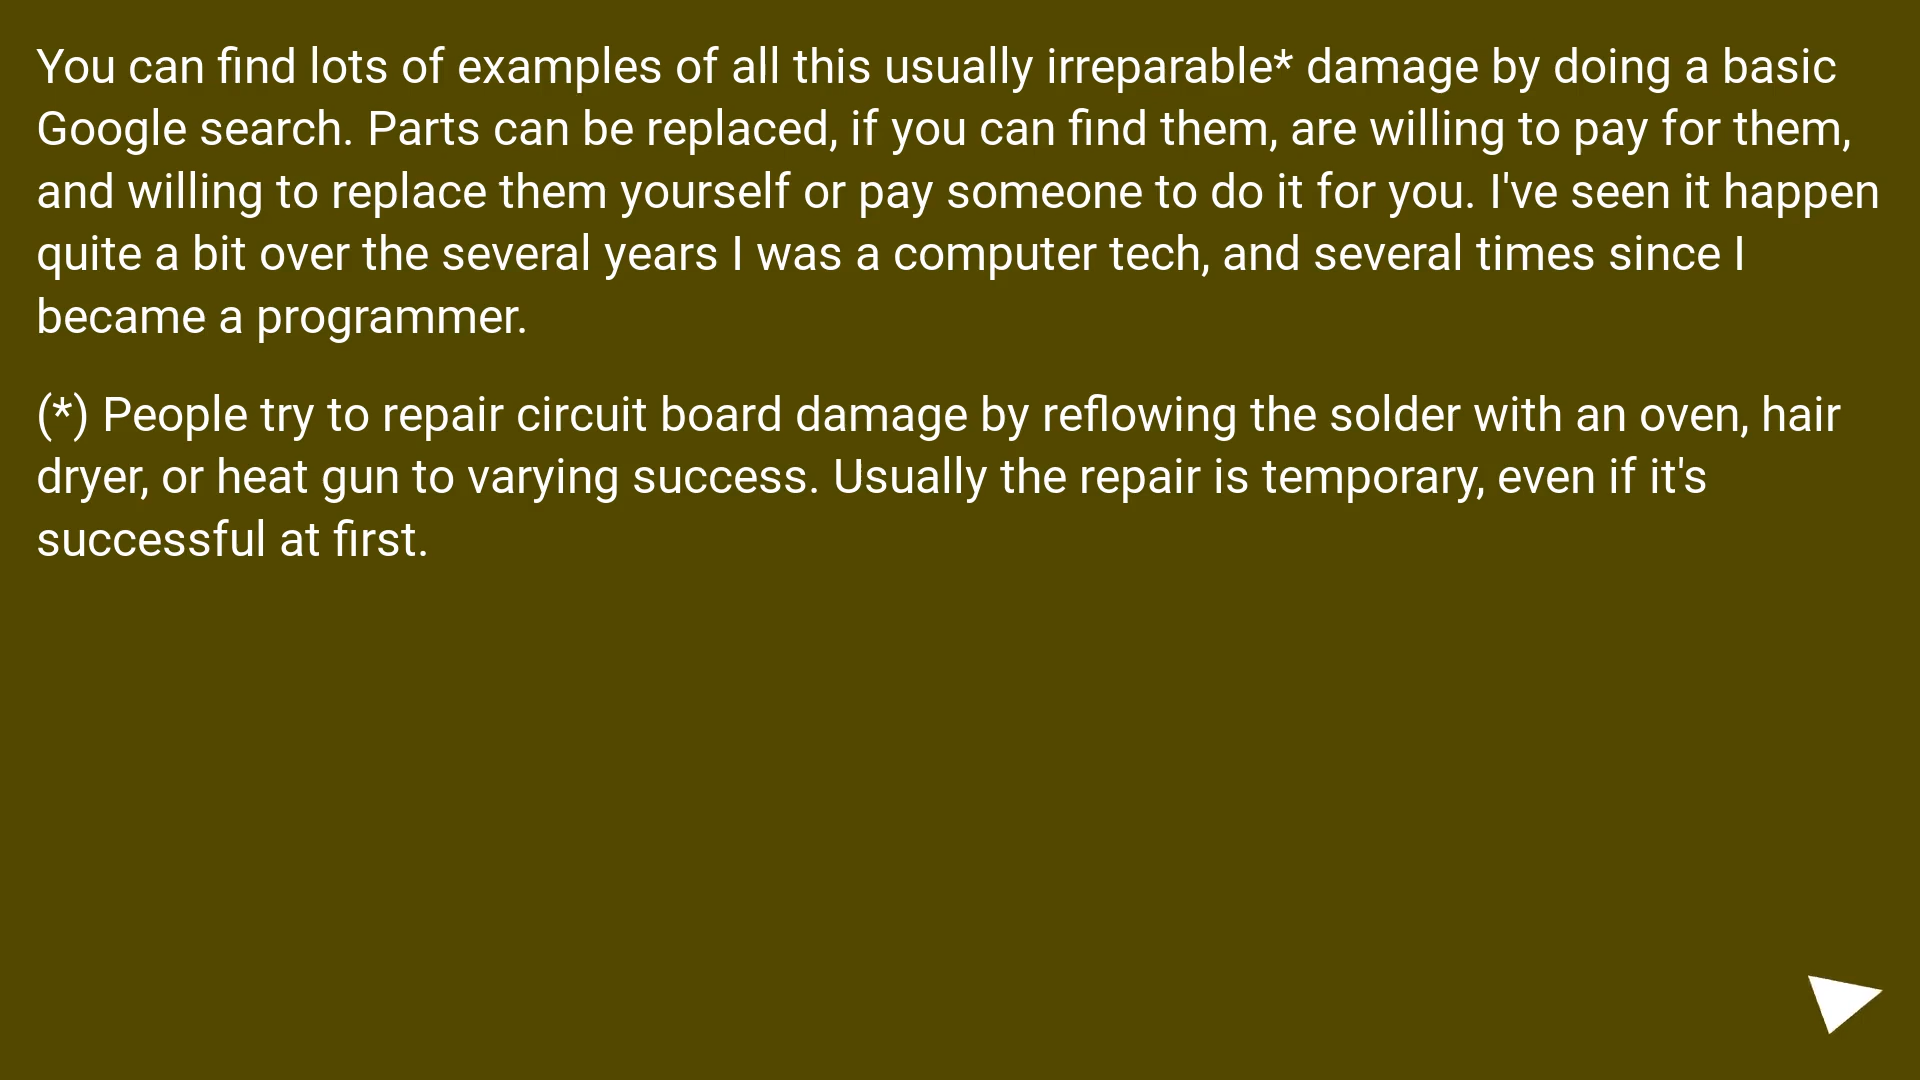 You can find lots of examples of all this usually irreparable* damage by doing a basic
Google search. Parts can be replaced, if you can find them, are willing to pay for them,
and willing to replace them yourself or pay someone to do it for you. I've seen it happen
quite a bit over the several years I was a computer tech, and several times since I
became a programmer.
(*) People try to repair circuit board damage by reflowing the solder with an oven, hair
dryer, or heat gun to varying success. Usually the repair is temporary, even if it's
successful at first.